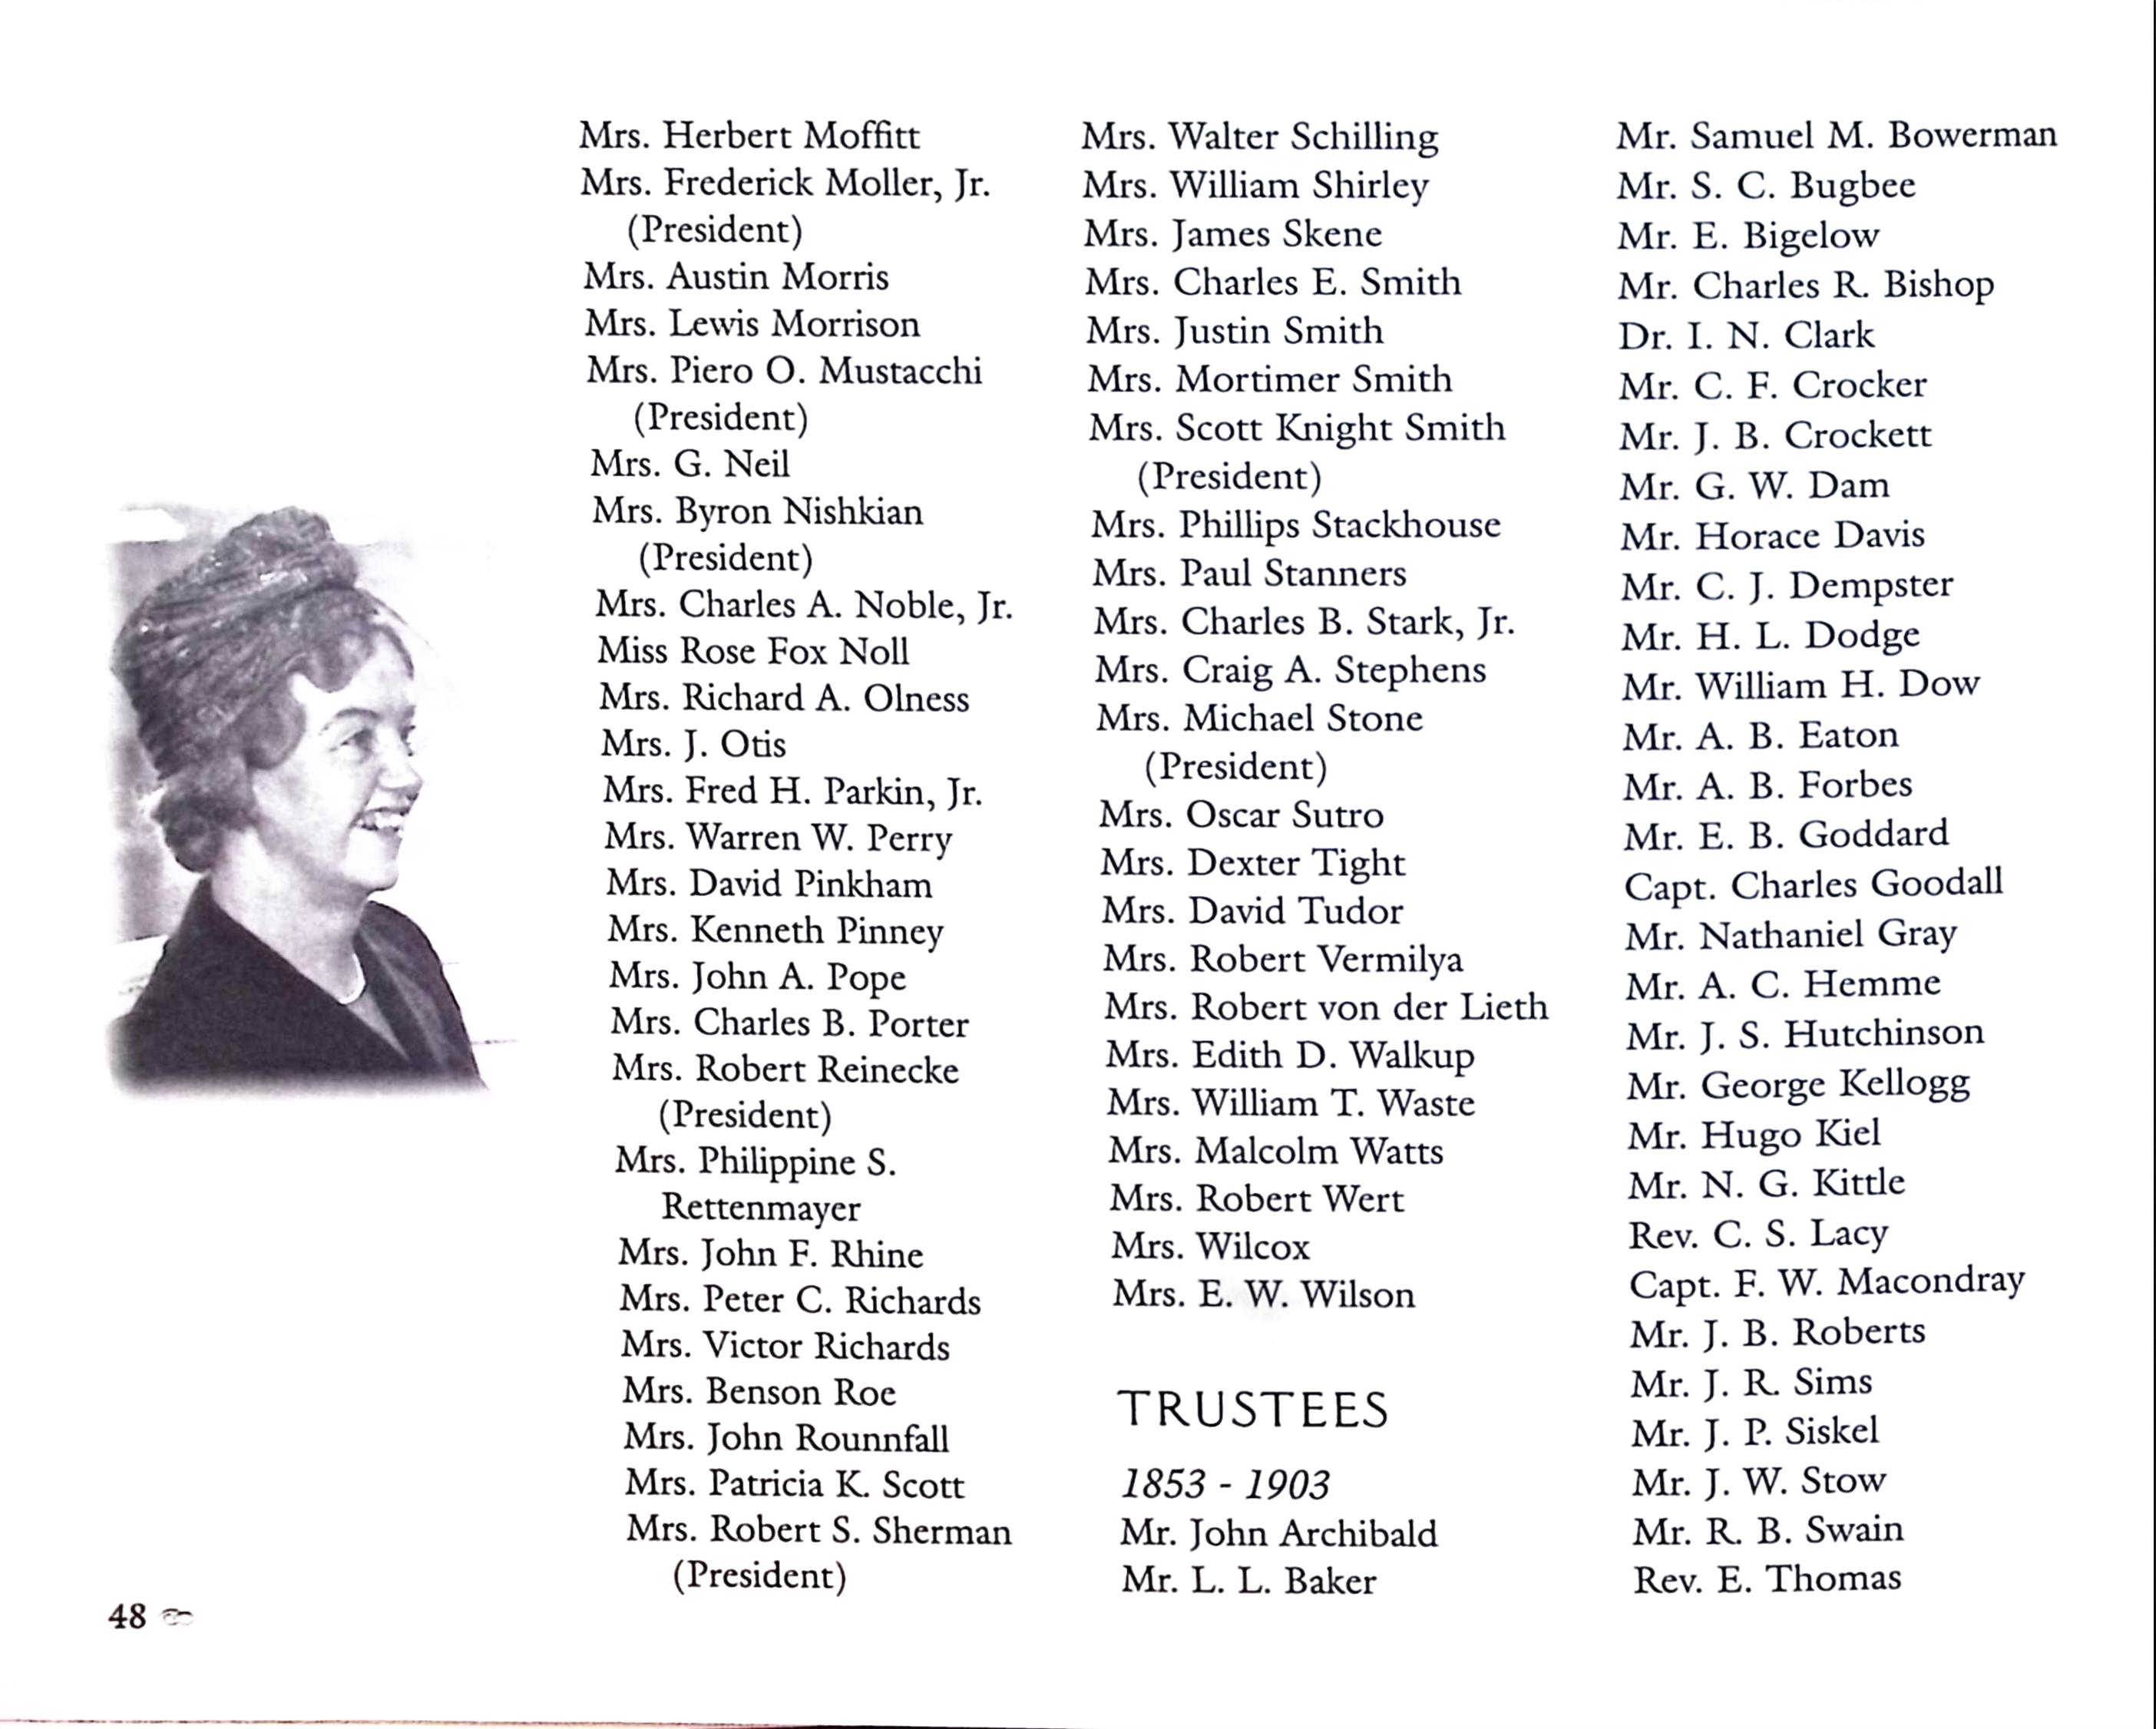 Mrs. Herbert Moffitt
Mrs. Frederick Moller, Jr.
(President)
Mrs. Austin Morris
Mrs. Lewis Morrison
Mrs. Piero O. Mustacchi
(President)
Mrs. G. Neil
Mrs. Byron Nishkian
(President)
Mrs. Charles A. Noble, Jr.
Miss Rose Fox Noll
Mrs. Richard A. Olness
Mrs. J. Otis
Mrs. Fred H. Parkin, Jr.
Mrs. Warren W. Perry
Mrs. David Pinkham
Mrs. Kenneth Pinney
Mrs. John A. Pope
Mrs. Charles B. Porter
Mrs. Robert Reinecke
(President)
Mrs. Philippine S.
Rettenmayer
Mrs. John F. Rhine
Mrs. Peter C. Richards
Mrs. Victor Richards
Mrs. Benson Roe
Mrs. John Rounnfall
Mrs. Patricia K. Scott
Mrs. Robert S. Sherman
(President)
Mrs. Walter Schilling
Mrs. William Shirley
Mrs. James Skene
Mrs. Charles E. Smith
Mrs. Justin Smith
Mrs. Mortimer Smith
Mrs. Scott Knight Smith
(President)
Mrs. Phillips Stackhouse
Mrs. Paul Stanners
Mrs. Charles B. Stark, Jr.
Mrs. Craig A. Stephens
Mrs. Michael Stone
(President)
Mrs. Oscar Sutro
Mrs. Dexter Tight
Mrs. David Tudor
Mrs. Robert Vermilya
Mrs. Robert von der Lieth
Mrs. Edith D. Walkup
Mrs. William T. Waste
Mrs. Malcolm Watts
Mrs. Robert Wert
Mrs. Wilcox
Mrs. E. W. Wilson
TRUSTEES
1853 - 1903
Mr. John Archibald
Mr. L. L. Baker
Mr. Samuel M. Bowerman
Mr. S. C. Bugbee
Mr. E. Bigelow
Mr. Charles R. Bishop
Dr. I. N. Clark
Mr. C. F. Crocker
Mr. J. B. Crockett
Mr. G. W. Dam
Mr. Horace Davis
Mr. C. J. Dempster
Mr. H. L. Dodge
Mr. William H. Dow
Mr. A. B. Eaton
Mr. A. B. Forbes
Mr. E. B. Goddard
Capt. Charles Goodall
Mr. Nathaniel Gray
Mr. A. C. Hemme
Mr. J. S. Hutchinson
Mr. George Kellogg
Mr. Hugo Kiel
Mr. N. G. Kittle
Rev. C. S. Lacy
Capt. F. W. Macondray
Mr. J. B. Roberts
Mr. J. R. Sims
Mr. J. P. Siskel
Mr. J. W. Stow
Mr. R. B. Swain
Rev. E. Thomas
48